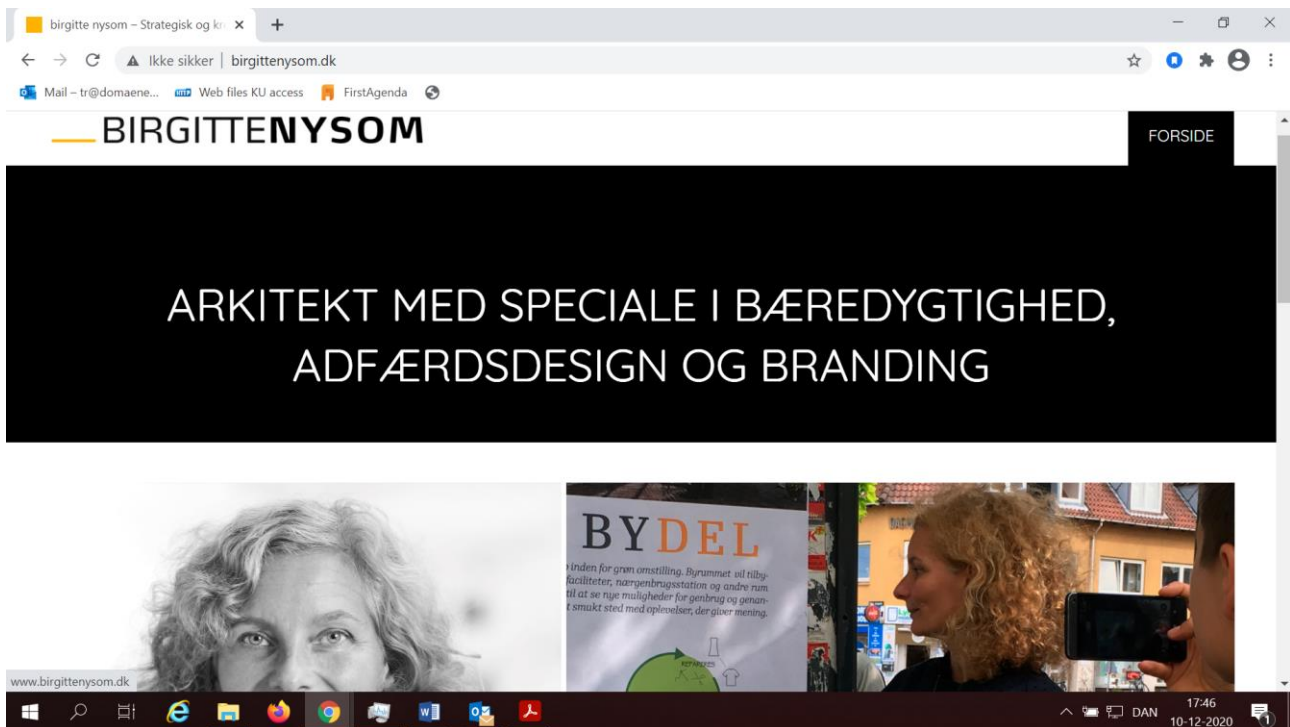 birgitte nysom – Strategisk og kr
Ikke sikker | birgittenysom.dk
Mail – tr@domaene... Web files KU access FirstAgenda
BIRGITTENYSOM
FORSIDE
ARKITEKT MED SPECIALE I BÆREDYGTIGHED,
ADFÆRDSDESIGN OG BRANDING
BYDEL
inden for grøn omstilling. Byrummet vil tilby-
faciliteter, nærgenbrugsstation og andre rum
til at se nye muligheder for genbrug og genan-
t smukt sted med oplevelser, der giver mening.
REPARERES
www.birgittenysom.dk
DAN
17:46
10-12-2020